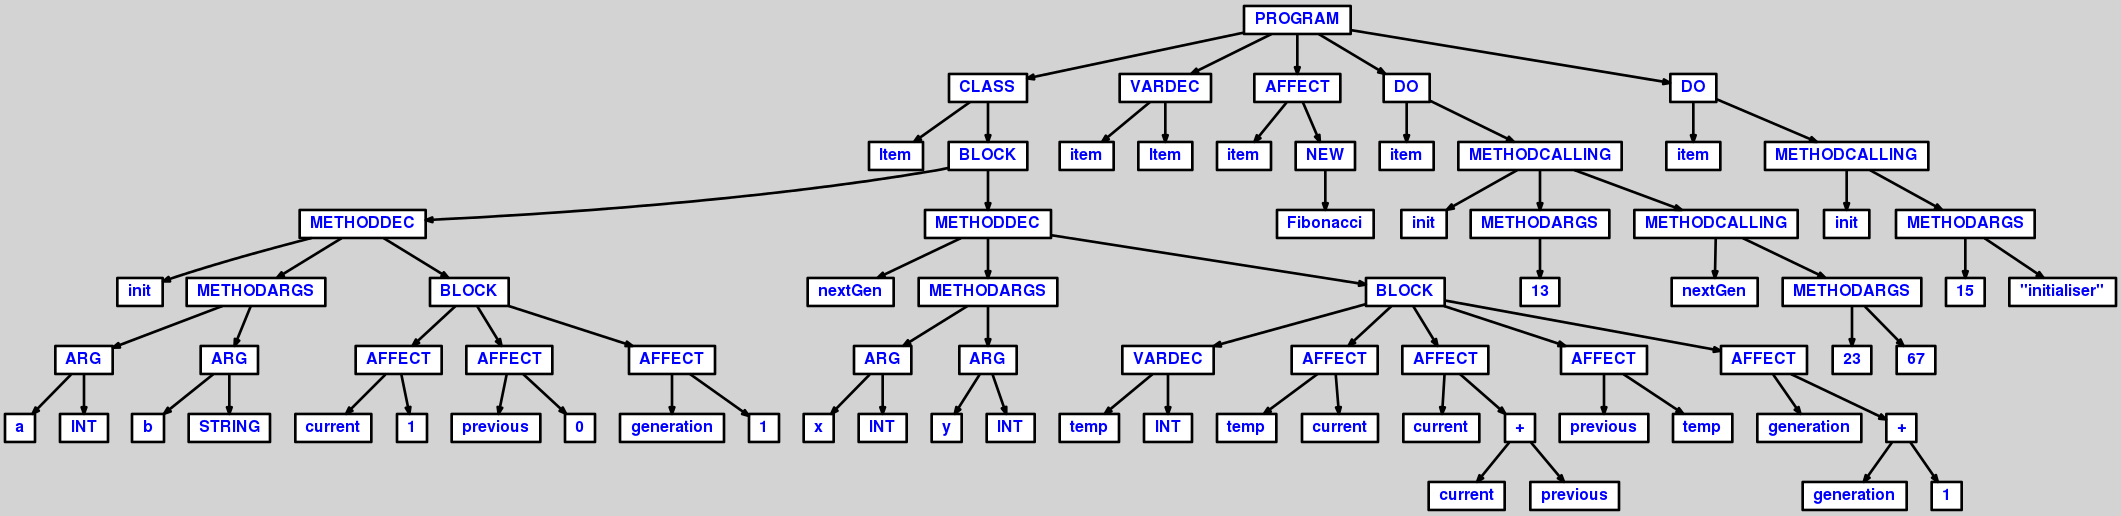 PROGRAM
CLASS VARDEC AFFECT DO DO
Item BLOCK item Item item NEW item METHODCALLING item METHODCALLING
METHODDEC METHODDEC Fibonacci init METHODARGS METHODCALLING init METHODARGS
init METHODARGS BLOCK nextGen METHODARGS BLOCK 13 nextGen METHODARGS 15 "initialiser"
ARG ARG AFFECT AFFECT AFFECT ARG ARG VARDEC AFFECT AFFECT AFFECT AFFECT 23 67
a INT b STRING current 1 previous 0 generation 1 x INT y INT temp INT temp current current + previous temp generation +
current previous generation 1